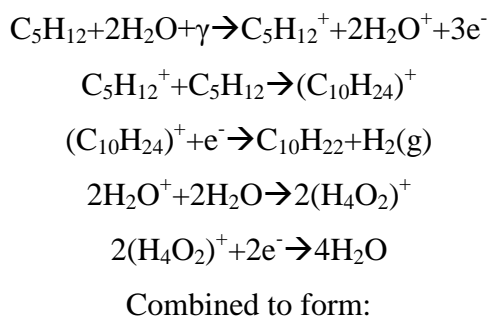 C₅H₁₂+2H₂O+γ→C₅H₁₂⁺+2H₂O⁺+3e⁻
C₅H₁₂⁺+C₅H₁₂→(C₁₀H₂₄)⁺
(C₁₀H₂₄)⁺+e⁻→C₁₀H₂₂+H₂(g)
2H₂O⁺+2H₂O→2(H₄O₂)⁺
2(H₄O₂)⁺+2e⁻→4H₂O
Combined to form: